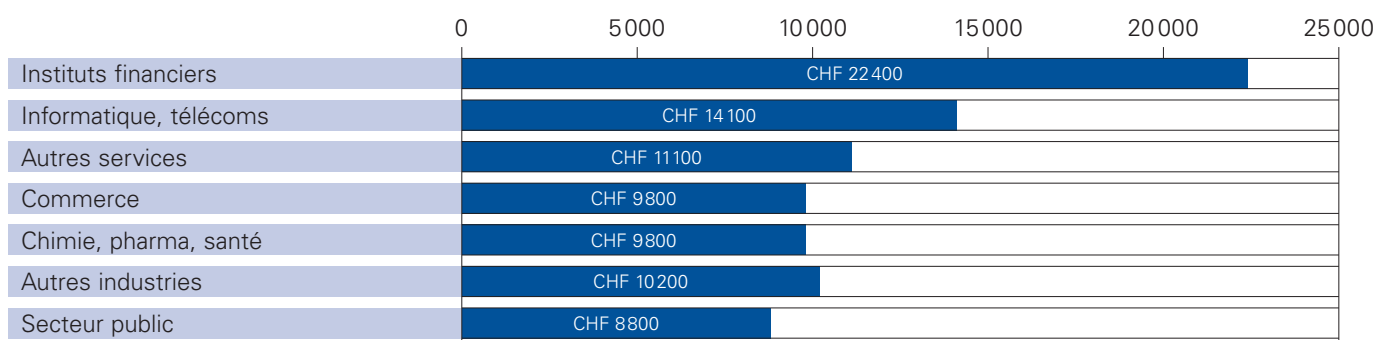 0 5000 10000 15000 20000 25000
Instituts financiers CHF 22400
Informatique, télécoms CHF 14100
Autres services CHF 11100
Commerce CHF 9800
Chimie, pharma, santé CHF 9800
Autres industries CHF 10200
Secteur public CHF 8800